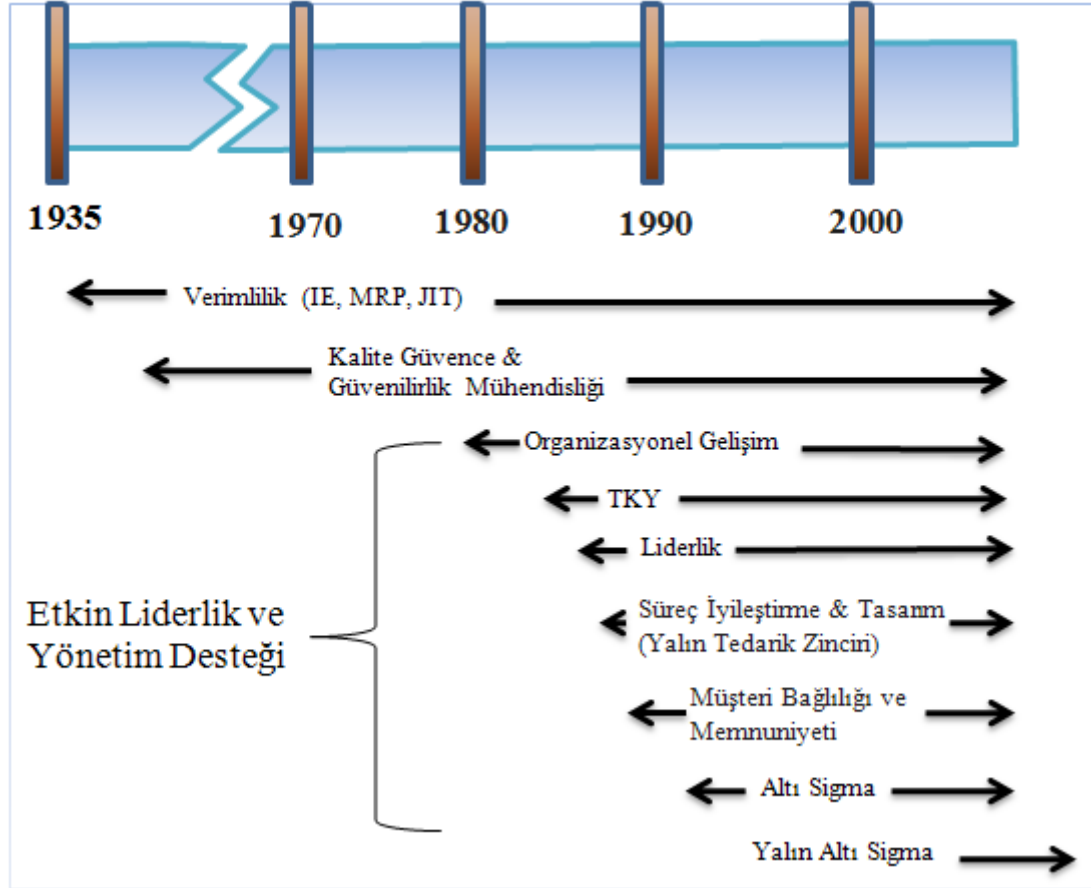 1935
1970
1980
1990
2000
Verimlilik (IE, MRP, JIT)
Kalite Güvence &
Güvenilirlik Mühendisliği
Organizasyonel Gelişim
TKY
Liderlik
Etkin Liderlik ve
Yönetim Desteği
Süreç İyileştirme & Tasarım
(Yalın Tedarik Zinciri)
Müşteri Bağlılığı ve
Memnuniyeti
Altı Sigma
Yalın Altı Sigma